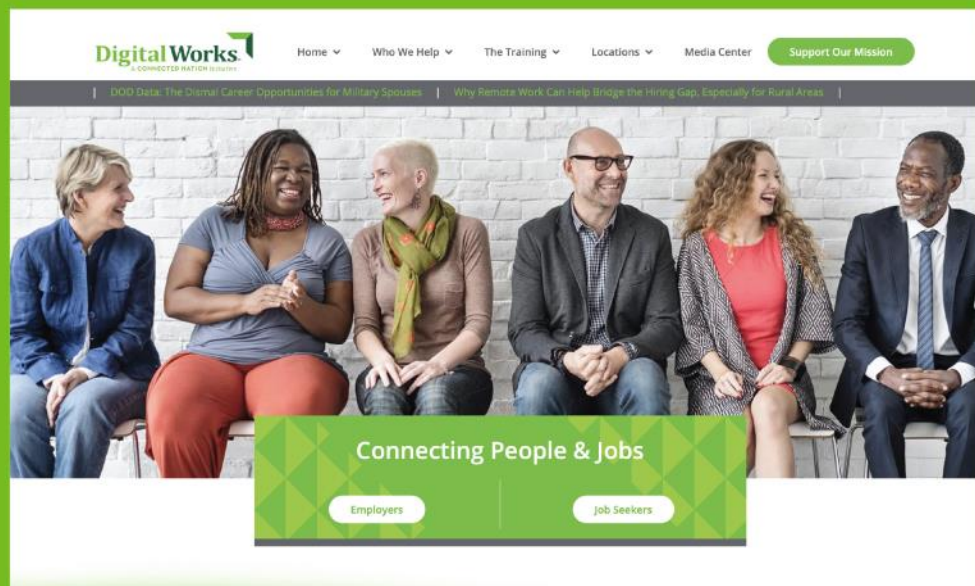 Digital Works
A CONNECTED NATION Initiative
Home
Who We Help
The Training
Locations
Media Center
Support Our Mission
| DOD Data: The Dismal Career Opportunities for Military Spouses | Why Remote Work Can Help Bridge the Hiring Gap, Especially for Rural Areas |
Connecting People & Jobs
Employers
Job Seekers